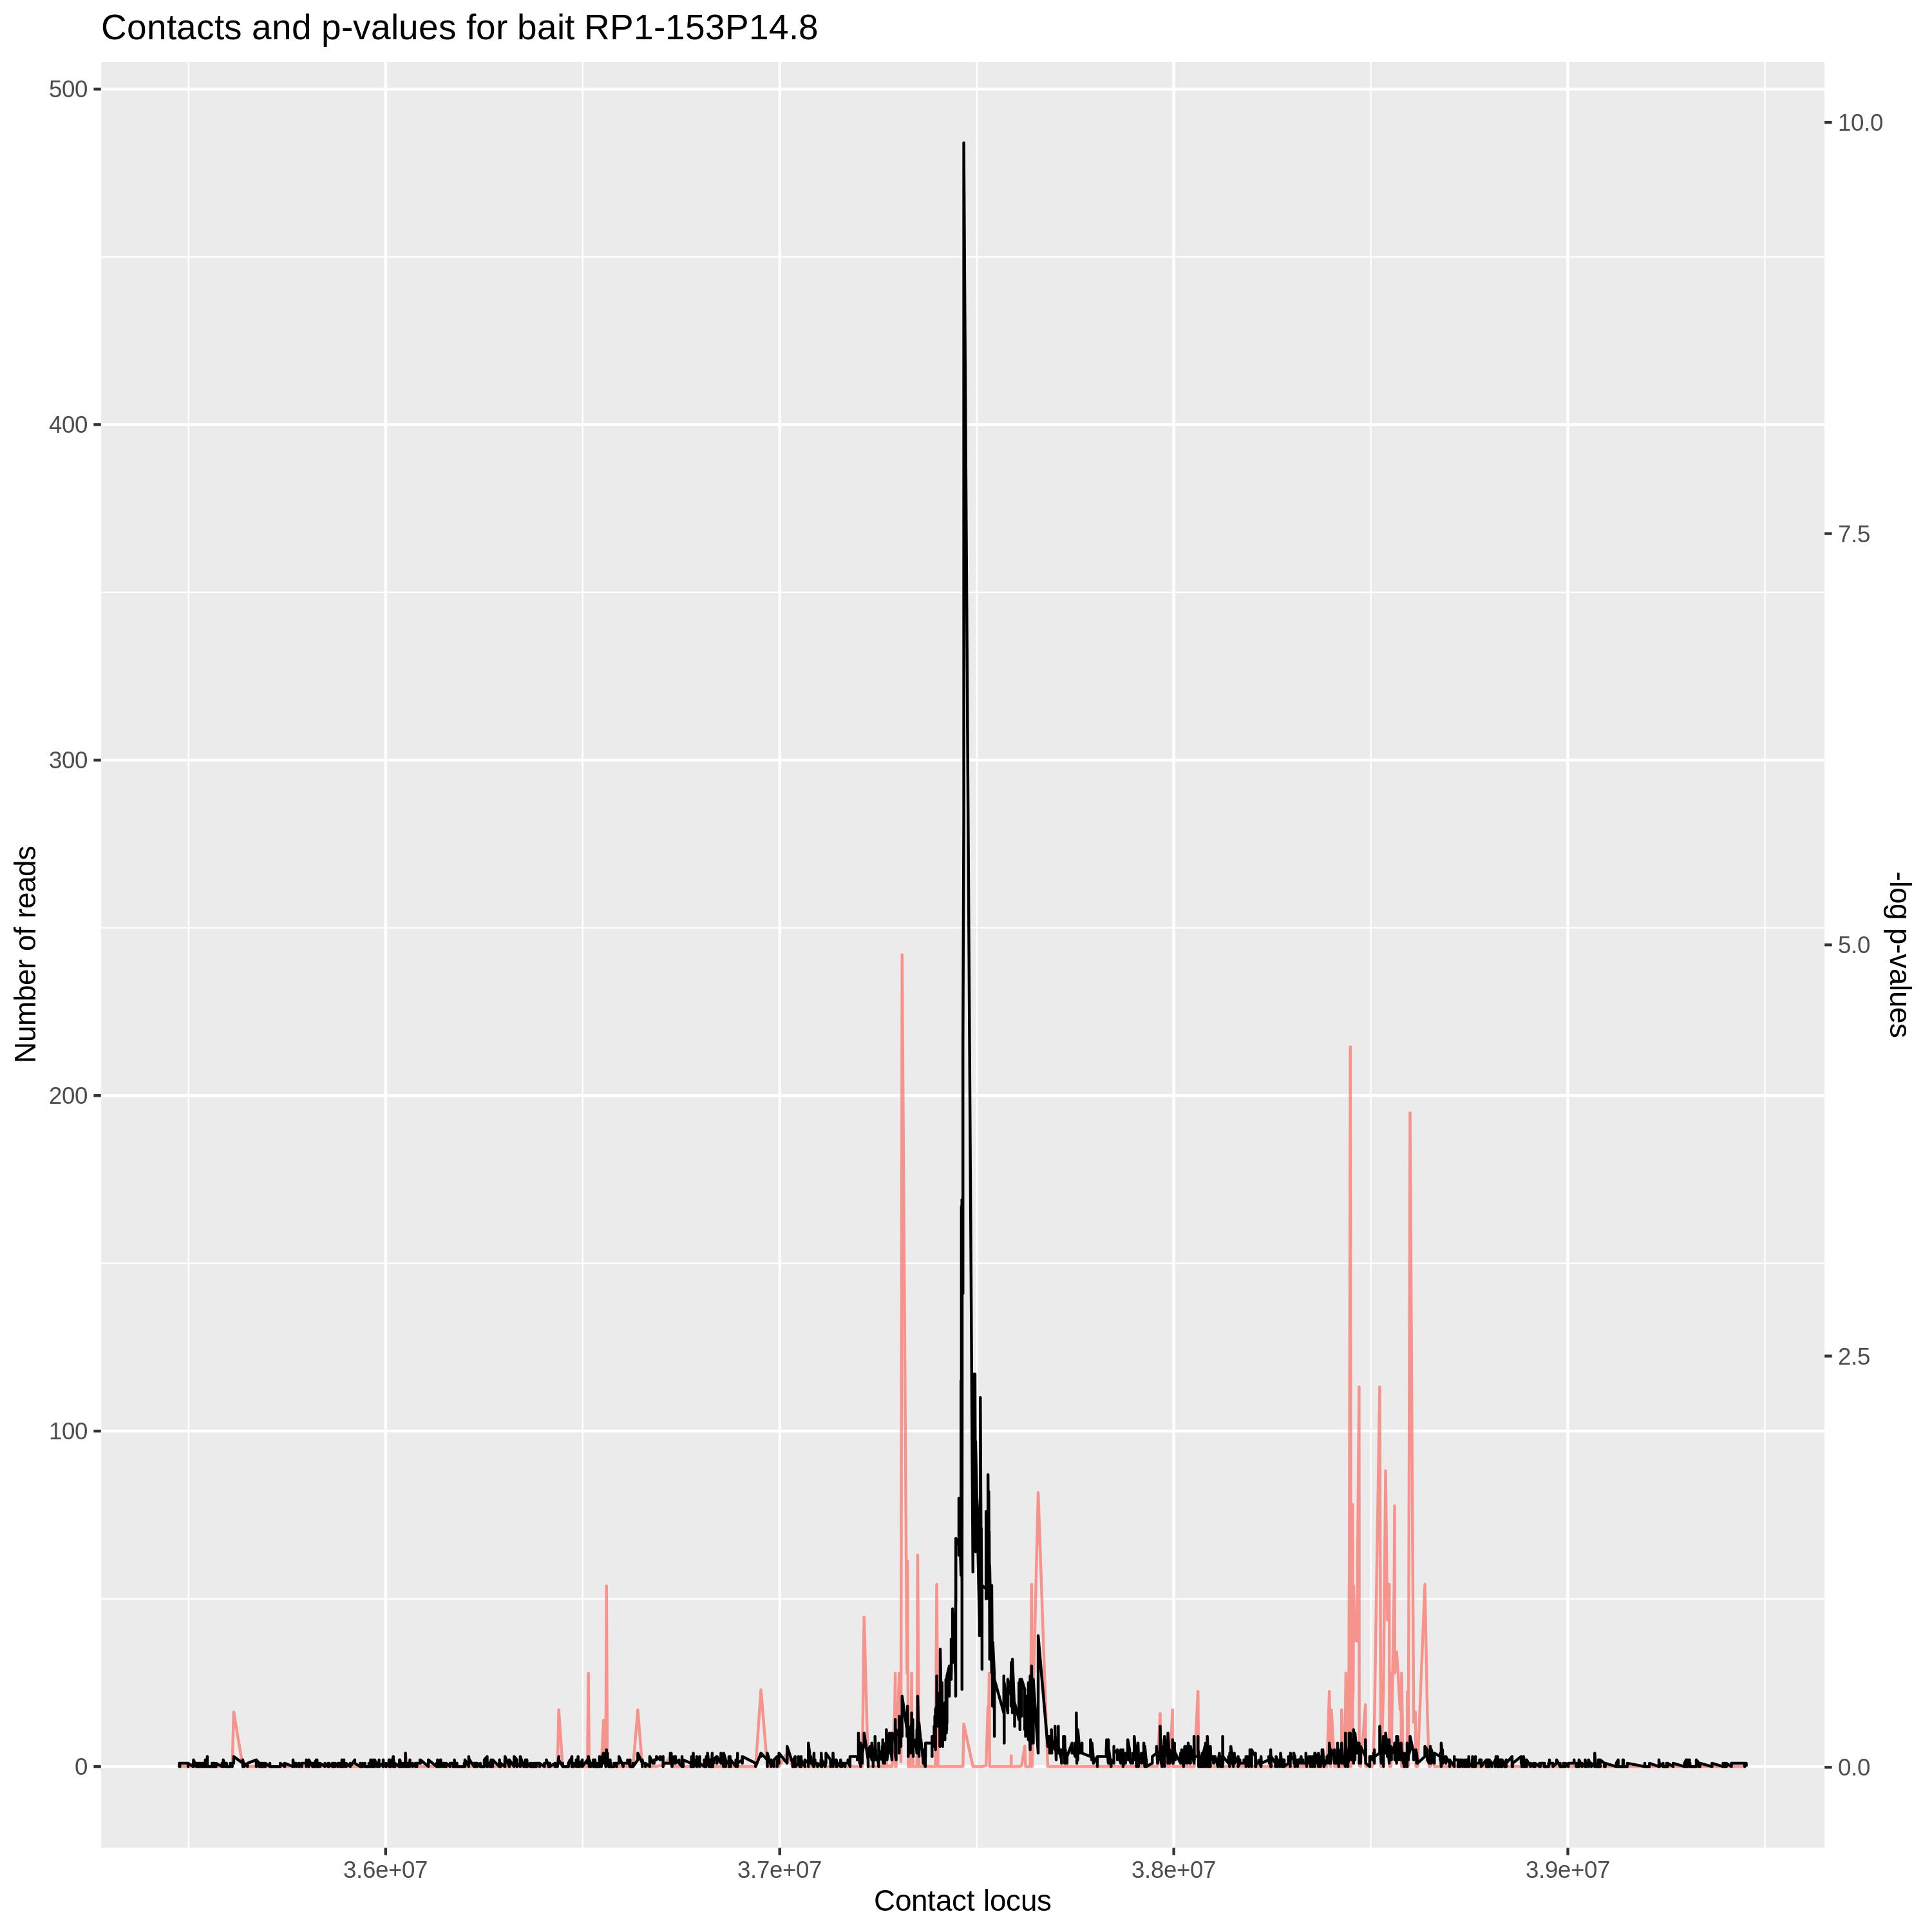 Contacts and p-values for bait RP1-153P14.8
500
400
300
200
100
0
Number of reads
10.0
7.5
5.0
2.5
0.0
-log p-values
3.6e+07
3.7e+07
3.8e+07
3.9e+07
Contact locus